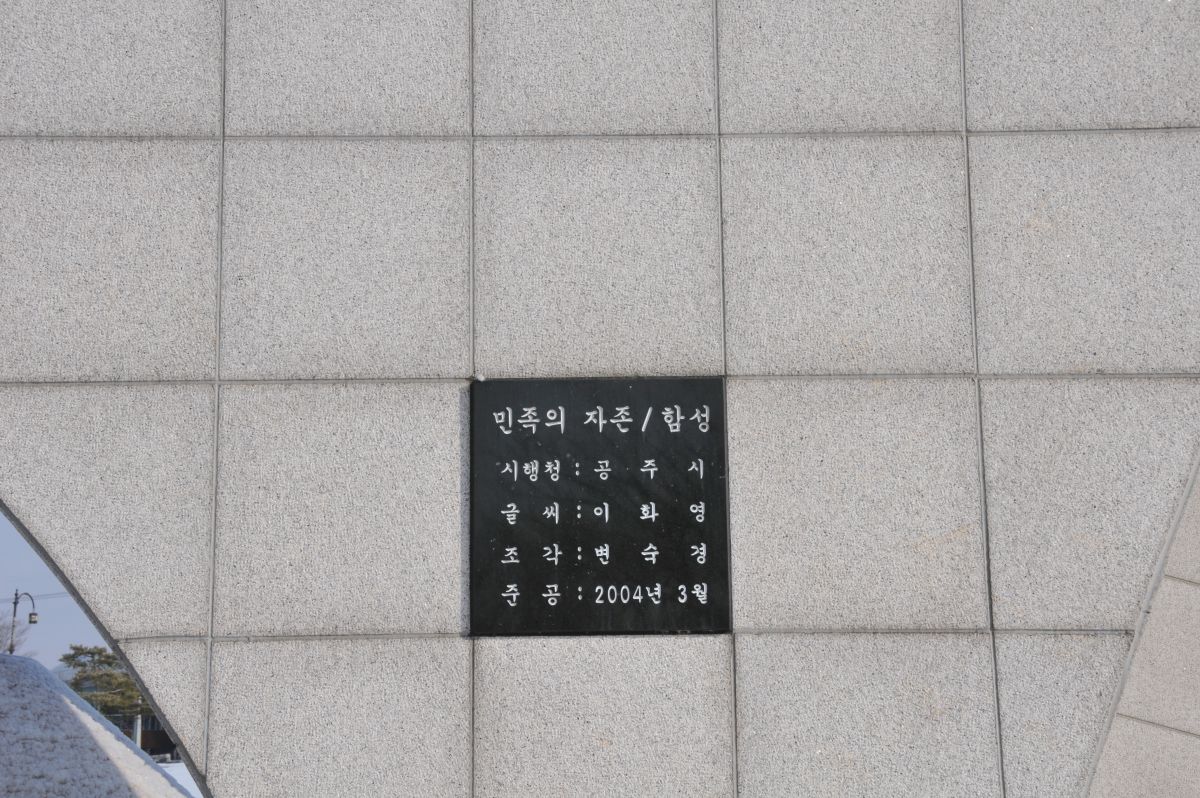 민족의 자존/함성
시행청: 공 주 시
글 씨: 이 화 영
조 각: 변 숙 경
준 공: 2004년 3월